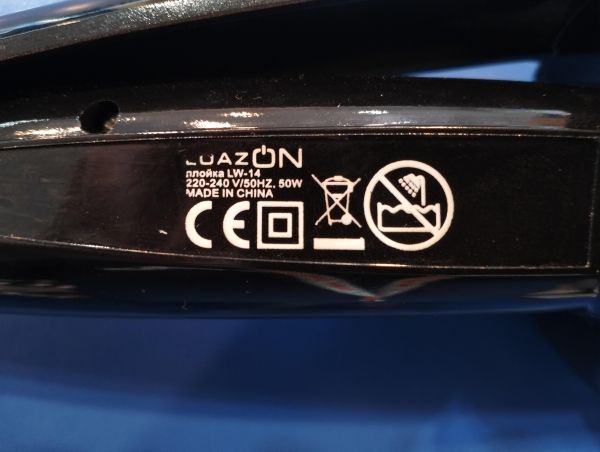 LUAZON
плойка LW-14
220-240 V/50HZ, 50W
MADE IN CHINA
CE